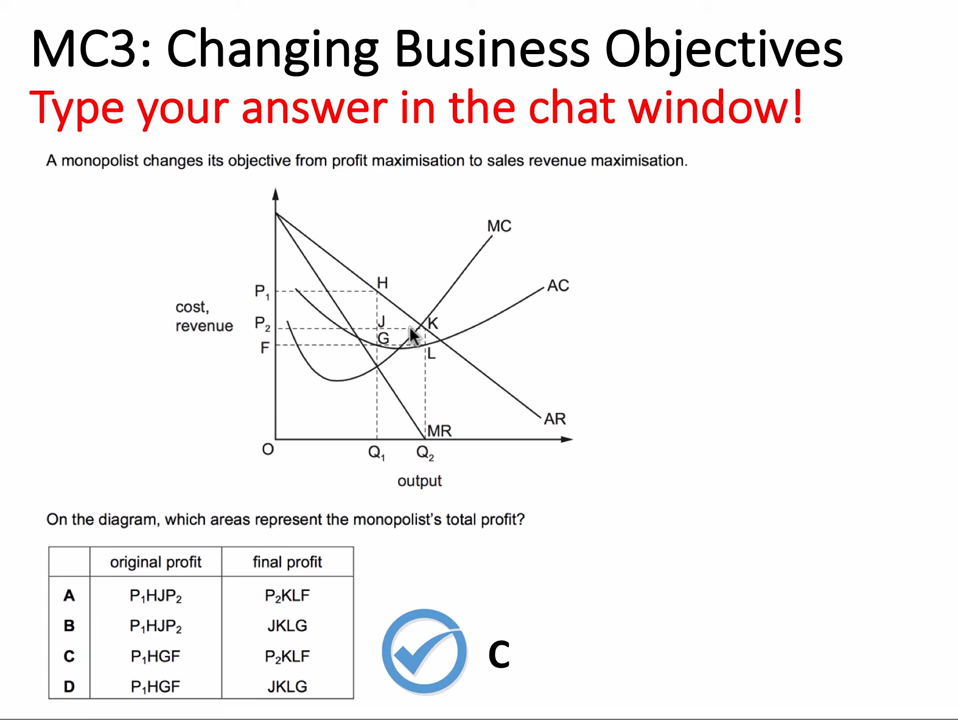 MC3: Changing Business Objectives
Type your answer in the chat window!
A monopolist changes its objective from profit maximisation to sales revenue maximisation.
MC
AC
P₁
H
cost,
revenue
P₂
J
K
G
F
L
AR
MR
O
Q₁
Q₂
output
On the diagram, which areas represent the monopolist's total profit?
original profit final profit
A P₁HJP₂ P₂KLF
B P₁HJP₂ JKLG
C P₁HGF P₂KLF
D P₁HGF JKLG
C